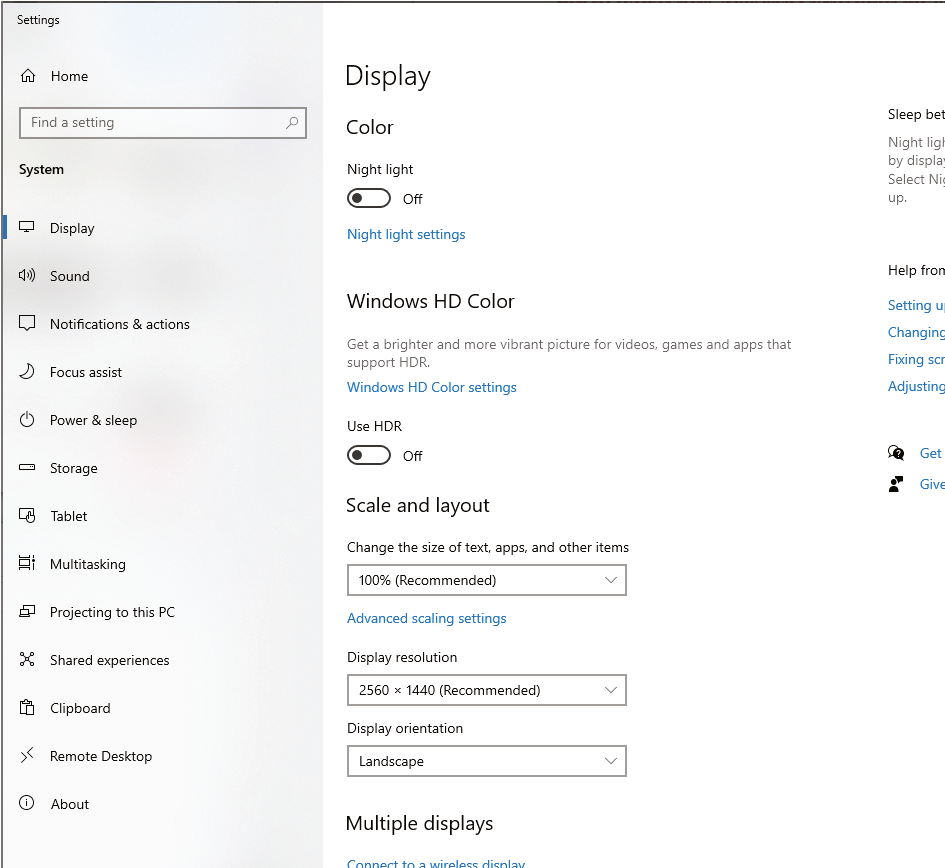 Settings
Home
Find a setting
System
Display
Sound
Notifications & actions
Focus assist
Power & sleep
Storage
Tablet
Multitasking
Projecting to this PC
Shared experiences
Clipboard
Remote Desktop
About
Display
Color
Night light
Off
Night light settings
Windows HD Color
Get a brighter and more vibrant picture for videos, games and apps that
support HDR.
Windows HD Color settings
Use HDR
Off
Scale and layout
Change the size of text, apps, and other items
100% (Recommended)
Advanced scaling settings
Display resolution
2560 × 1440 (Recommended)
Display orientation
Landscape
Multiple displays
Connect to a wireless display
Sleep bet
Night ligh
by display
Select Nig
up.
Help from
Setting up
Changing
Fixing scr
Adjusting
Get
Give